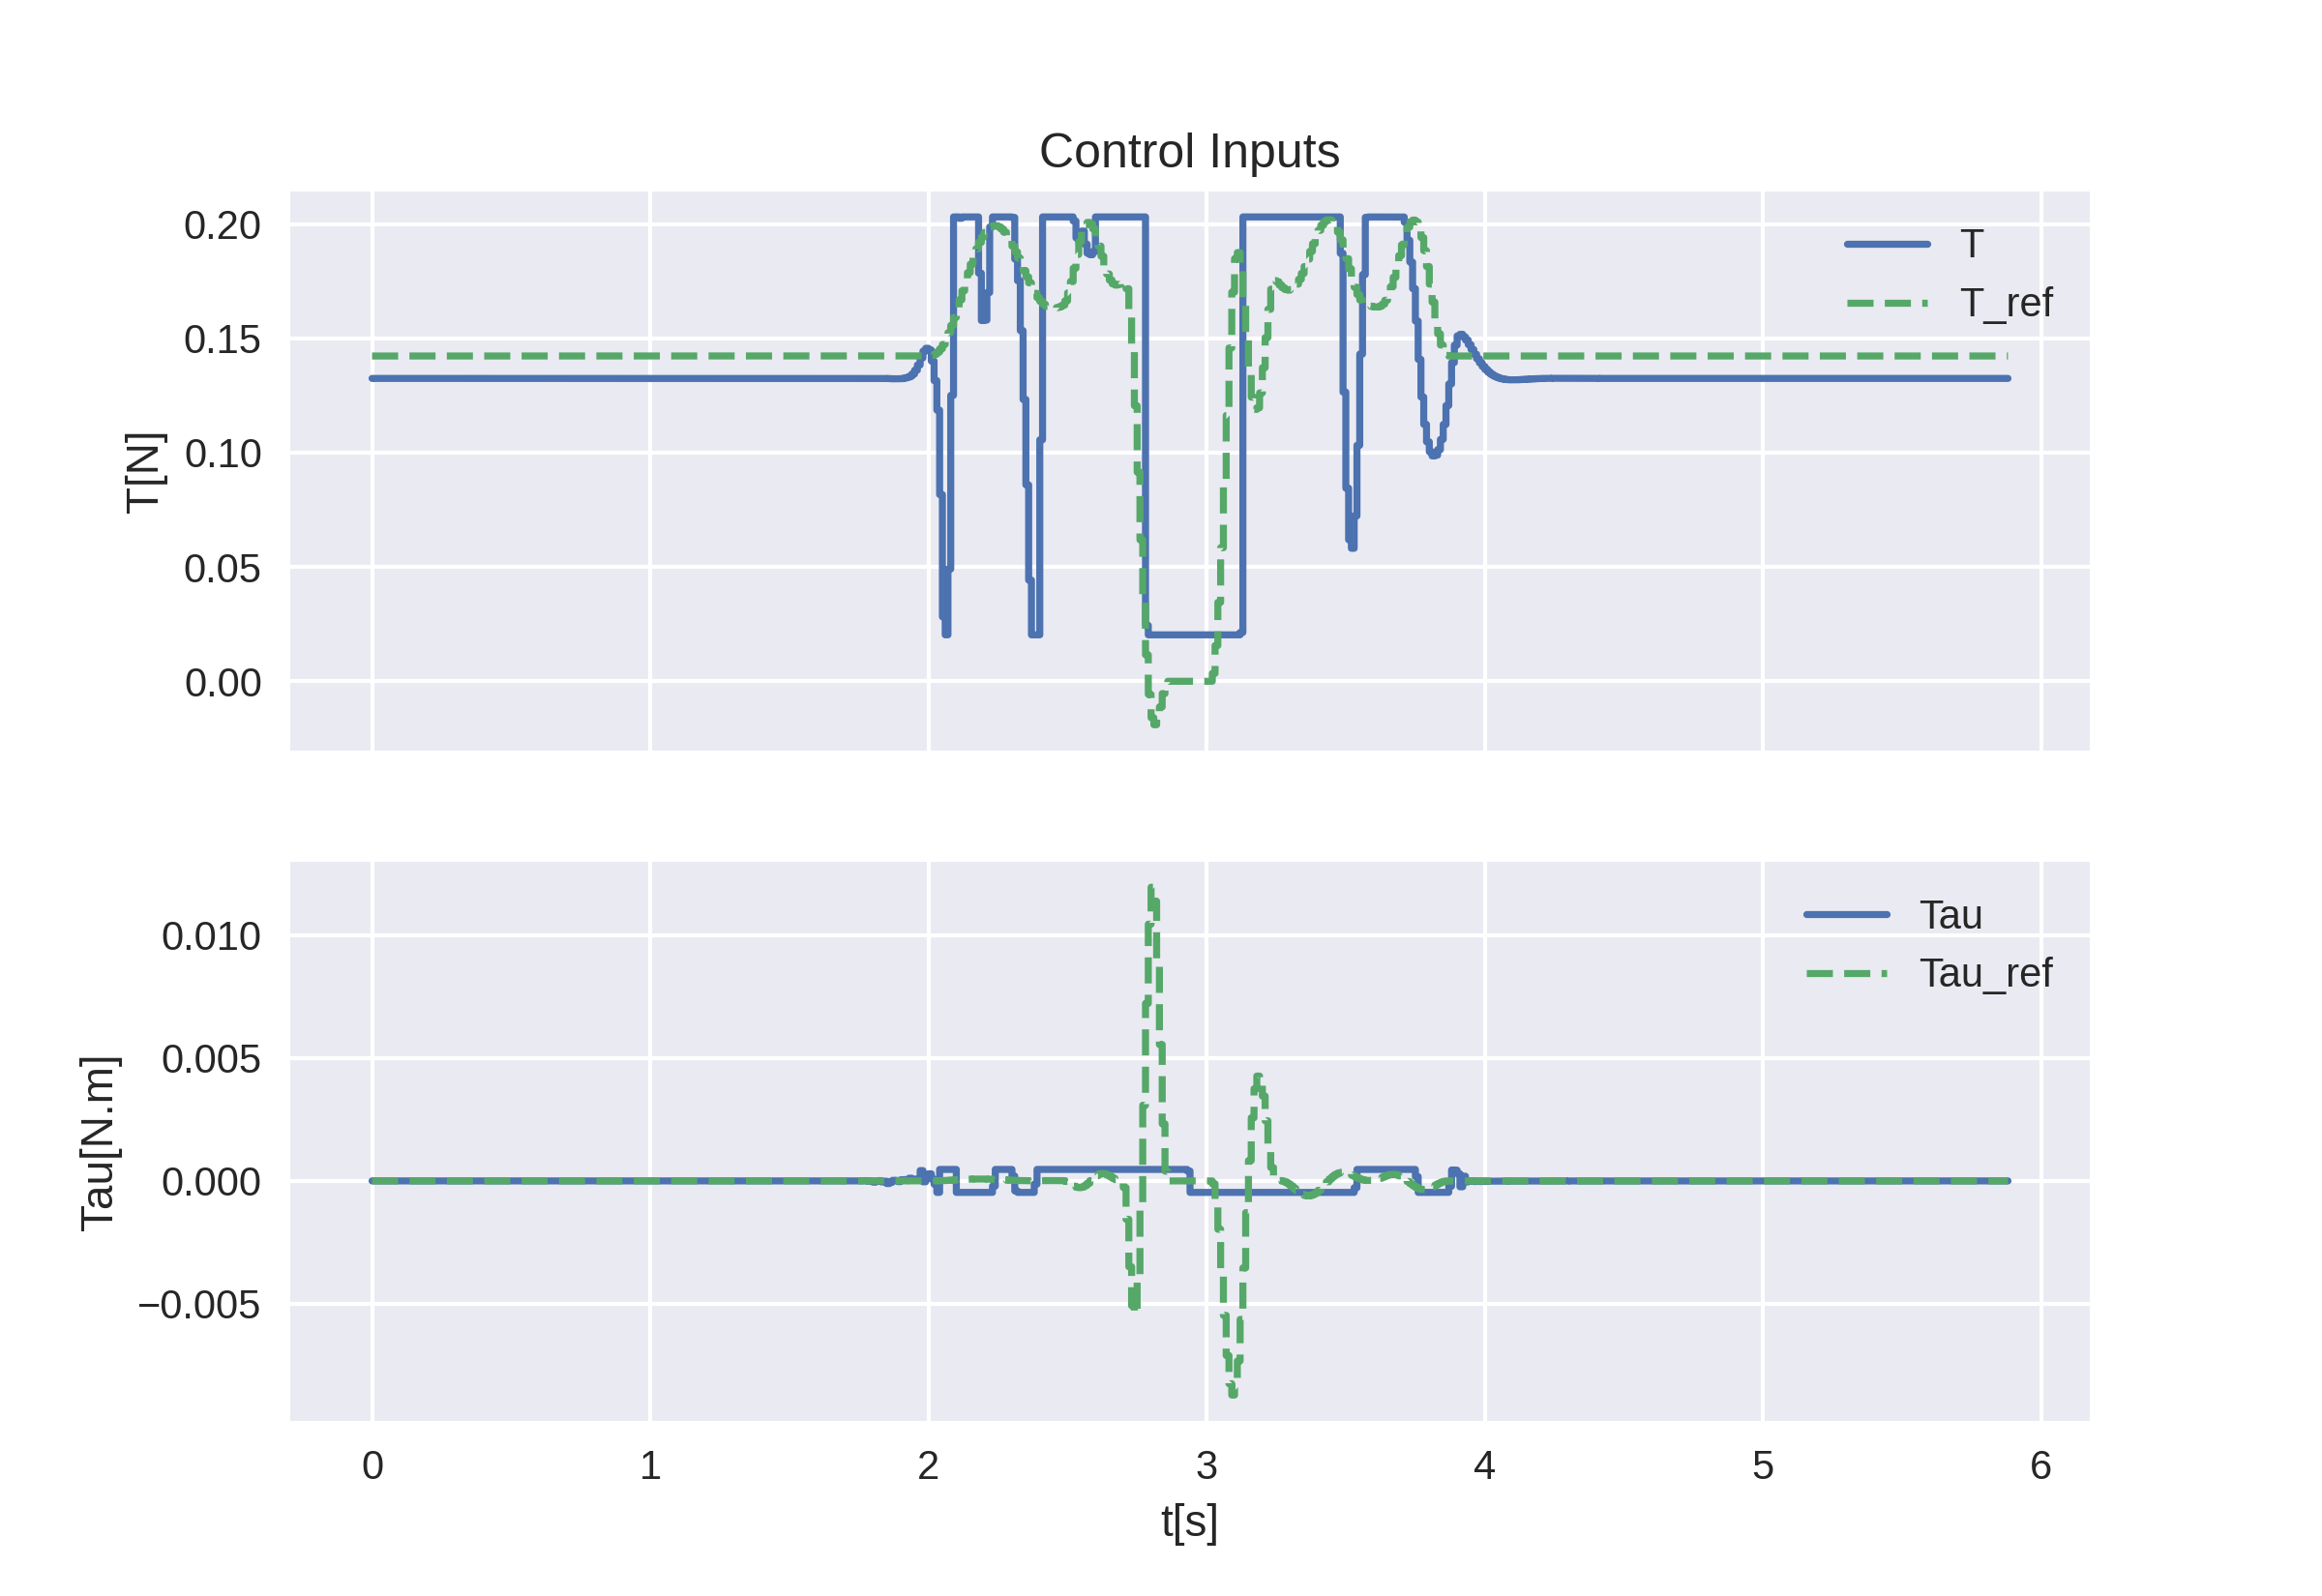 Control Inputs
T[N]
0.20
0.15
0.10
0.05
0.00
T
T_ref
Tau[N.m]
0.010
0.005
0.000
−0.005
Tau
Tau_ref
0 1 2 3 4 5 6
t[s]